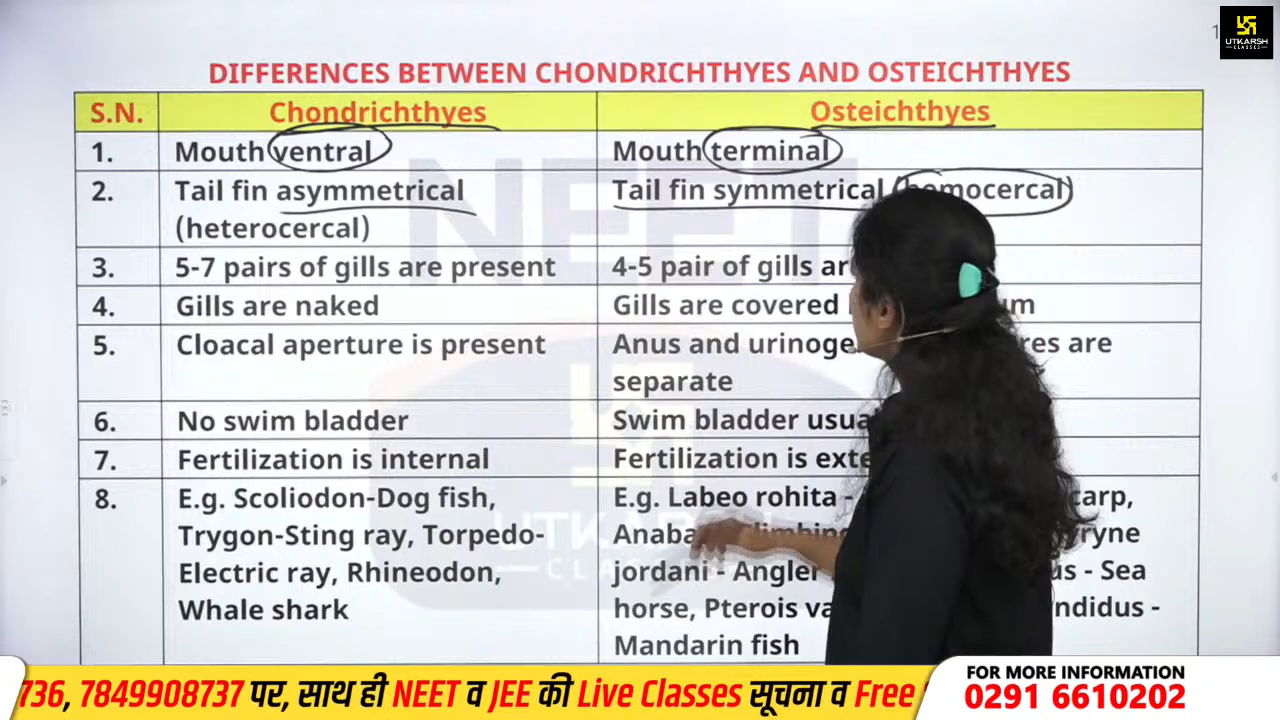 UTKARSH
CLASSES
DIFFERENCES BETWEEN CHONDRICHTHYES AND OSTEICHTHYES
S.N. Chondrichthyes Osteichthyes
1. Mouth ventral Mouth terminal
2. Tail fin asymmetrical Tail fin symmetrical (homocercal)
(heterocercal)
3. 5-7 pairs of gills are present 4-5 pair of gills
4. Gills are naked Gills are covered
5. Cloacal aperture is present Anus and are
separate
6. No swim bladder Swim bladder
7. Fertilization is internal Fertilization is
8. E.g. Scoliodon-Dog fish, E.g. Labeo rohita - carp,
Trygon-Sting ray, Torpedo-
Electric ray, Rhineodon, jordani - Angler - Sea
Whale shark horse, Pterois -
Mandarin fish
NEET
UTKARSH
CLASSES
736, 7849908737 पर, साथ ही NEET व JEE की Live Classes सूचना व Free
FOR MORE INFORMATION
0291 6610202